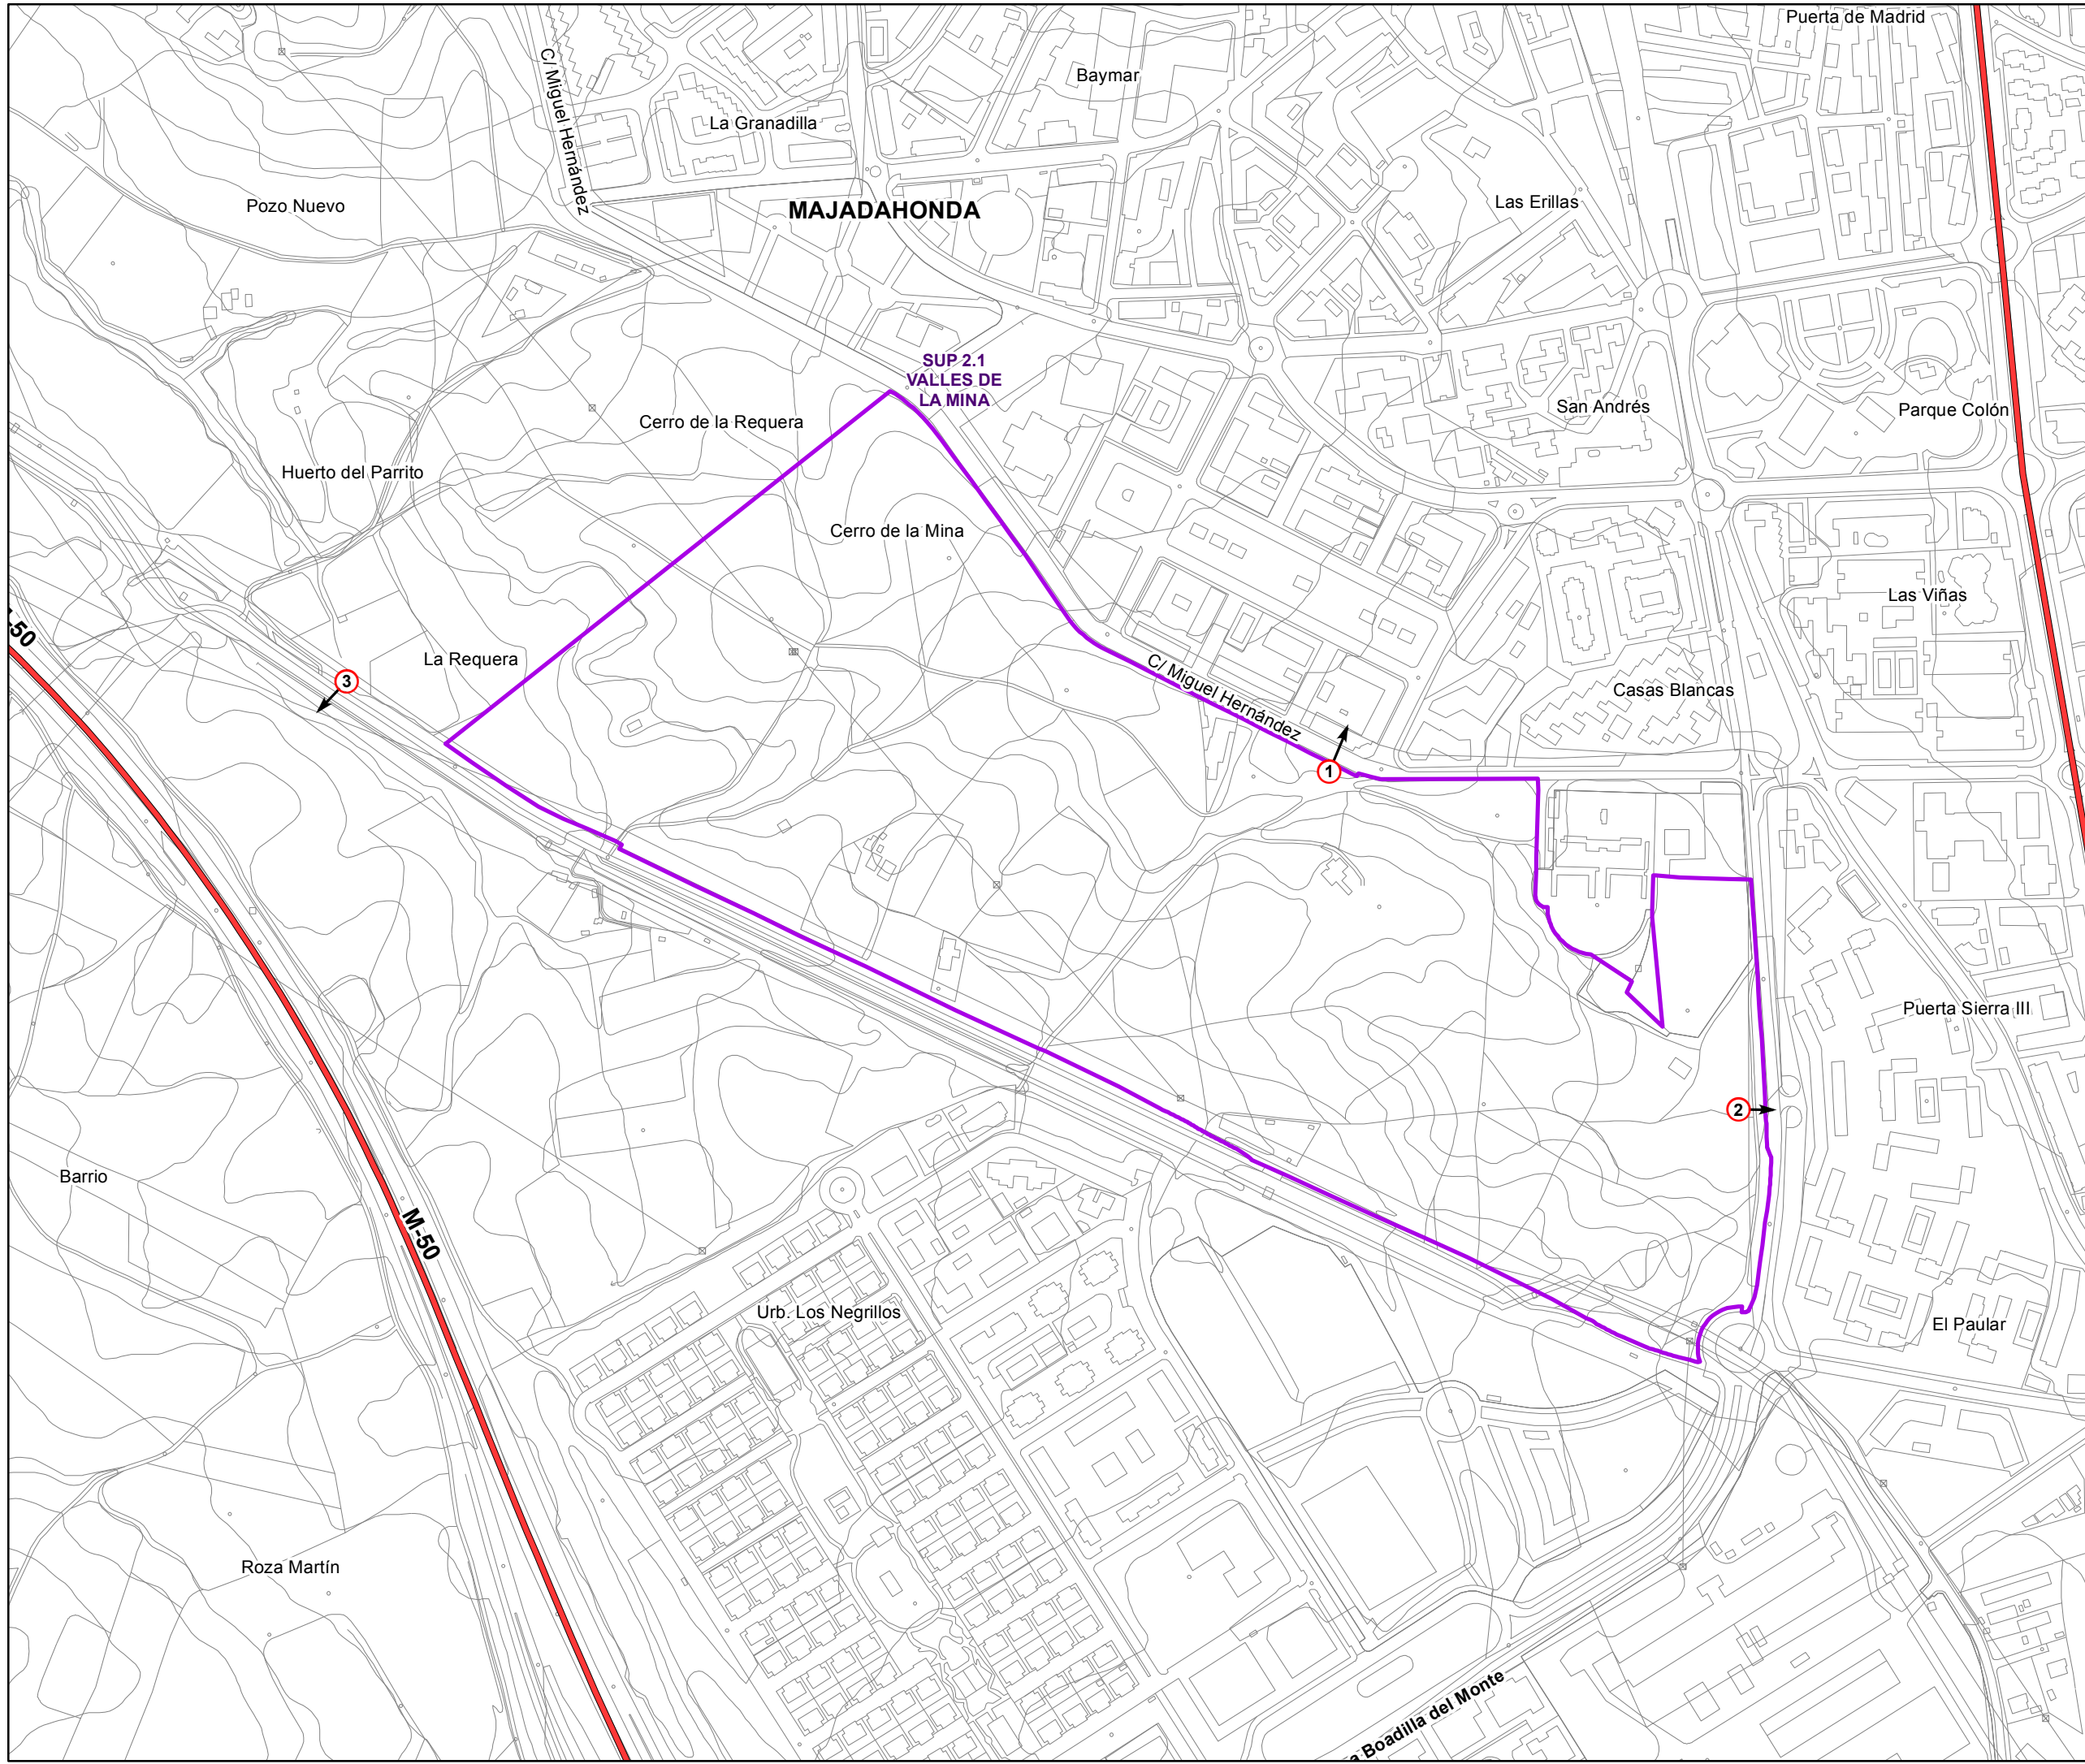 Puerta de Madrid
C/ Miguel Hernández
Baymar
La Granadilla
Pozo Nuevo
MAJADAHONDA
Las Erillas
SUP 2.1
VALLES DE
LA MINA
Cerro de la Requera
San Andrés
Parque Colón
Huerto del Parrito
Cerro de la Mina
Las Viñas
-50
La Requera
3
C/ Miguel Hernández
Casas Blancas
1
Puerta Sierra III
2
Barrio
M-50
Urb. Los Negrillos
El Paular
Roza Martín
a Boadilla del Monte